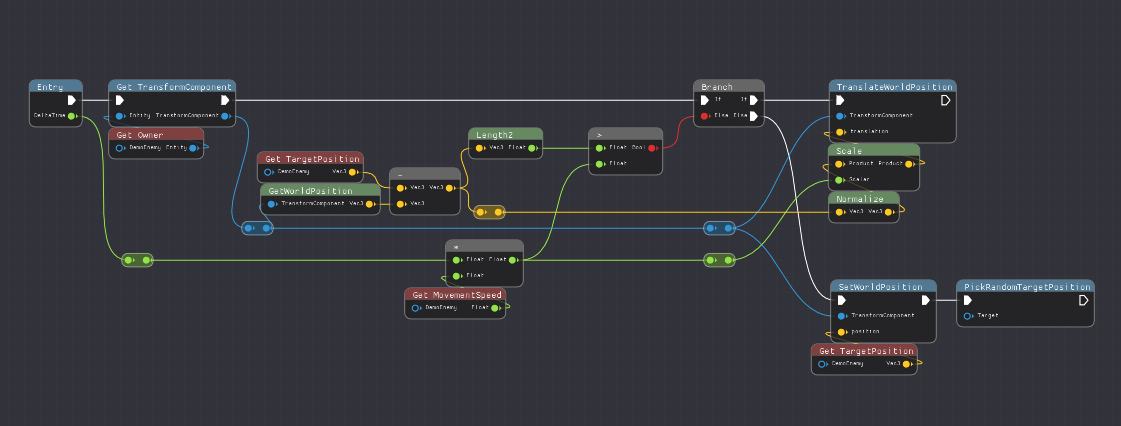 Entry
DeltaTime
Get TransformComponent
Entity TransformComponent
Get Owner
DemoEnemy Entity
Get TargetPosition
DemoEnemy Vec3
GetWorldPosition
TransformComponent Vec3
-
Vec3 Vec3
Vec3
Length2
Vec3 Float
>
Float Bool
Float
*
Float Float
Float
Get MovementSpeed
DemoEnemy Float
Branch
If If
Else Else
TranslateWorldPosition
TransformComponent
translation
Scale
Product Product
Scalar
Normalize
Vec3 Vec3
SetWorldPosition
TransformComponent
position
Get TargetPosition
DemoEnemy Vec3
PickRandomTargetPosition
Target